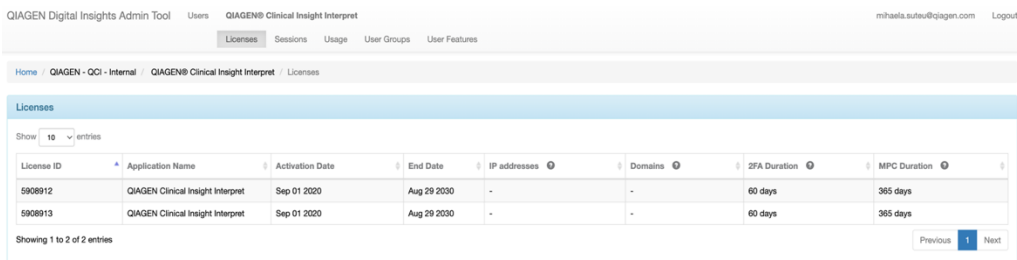 QIAGEN Digital Insights Admin Tool Users QIAGEN® Clinical Insight Interpret mihaela.suteu@qiagen.com Logout
Licenses Sessions Usage User Groups User Features
Home / QIAGEN - QCI - Internal / QIAGEN® Clinical Insight Interpret / Licenses
Licenses
Show 10 entries
License ID Application Name Activation Date End Date IP addresses ? Domains ? 2FA Duration ? MPC Duration ?
5908912 QIAGEN Clinical Insight Interpret Sep 01 2020 Aug 29 2030 - - 60 days 365 days
5908913 QIAGEN Clinical Insight Interpret Sep 01 2020 Aug 29 2030 - - 60 days 365 days
Showing 1 to 2 of 2 entries Previous 1 Next